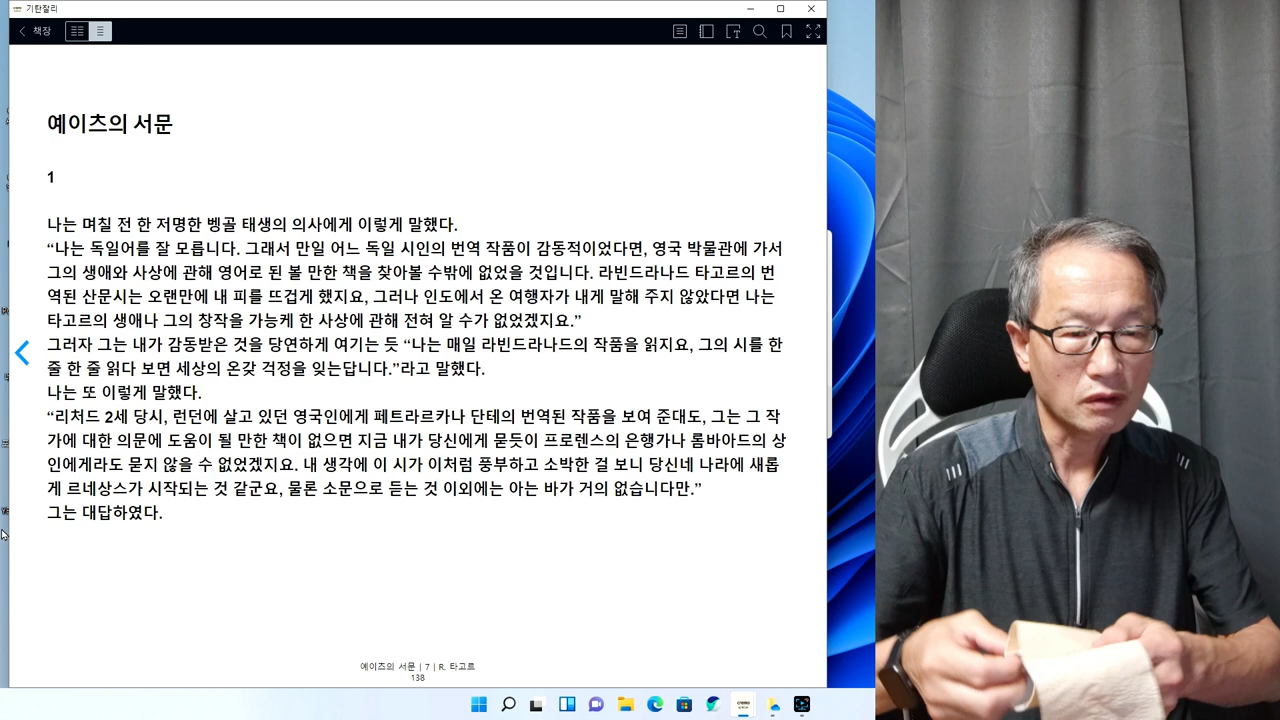 기탄잘리
책장
예이츠의 서문
1
나는 며칠 전 한 저명한 벵골 태생의 의사에게 이렇게 말했다.
“나는 독일어를 잘 모릅니다. 그래서 만일 어느 독일 시인의 번역 작품이 감동적이었다면, 영국 박물관에 가서
그의 생애와 사상에 관해 영어로 된 볼 만한 책을 찾아볼 수밖에 없었을 것입니다. 라빈드라나드 타고르의 번
역된 산문시는 오랜만에 내 피를 뜨겁게 했지요, 그러나 인도에서 온 여행자가 내게 말해 주지 않았다면 나는
타고르의 생애나 그의 창작을 가능케 한 사상에 관해 전혀 알 수가 없었겠지요.”
그러자 그는 내가 감동받은 것을 당연하게 여기는 듯 “나는 매일 라빈드라나드의 작품을 읽지요, 그의 시를 한
줄 한 줄 읽다 보면 세상의 온갖 걱정을 잊는답니다.”라고 말했다.
나는 또 이렇게 말했다.
“리처드 2세 당시, 런던에 살고 있던 영국인에게 페트라르카나 단테의 번역된 작품을 보여 준대도, 그는 그 작
가에 대한 의문에 도움이 될 만한 책이 없으면 지금 내가 당신에게 묻듯이 프로렌스의 은행가나 롬바아드의 상
인에게라도 묻지 않을 수 없었겠지요. 내 생각에 이 시가 이처럼 풍부하고 소박한 걸 보니 당신네 나라에 새롭
게 르네상스가 시작되는 것 같군요, 물론 소문으로 듣는 것 이외에는 아는 바가 거의 없습니다만.”
그는 대답하였다.
예이츠의 서문 | 7 | R. 타고르
138